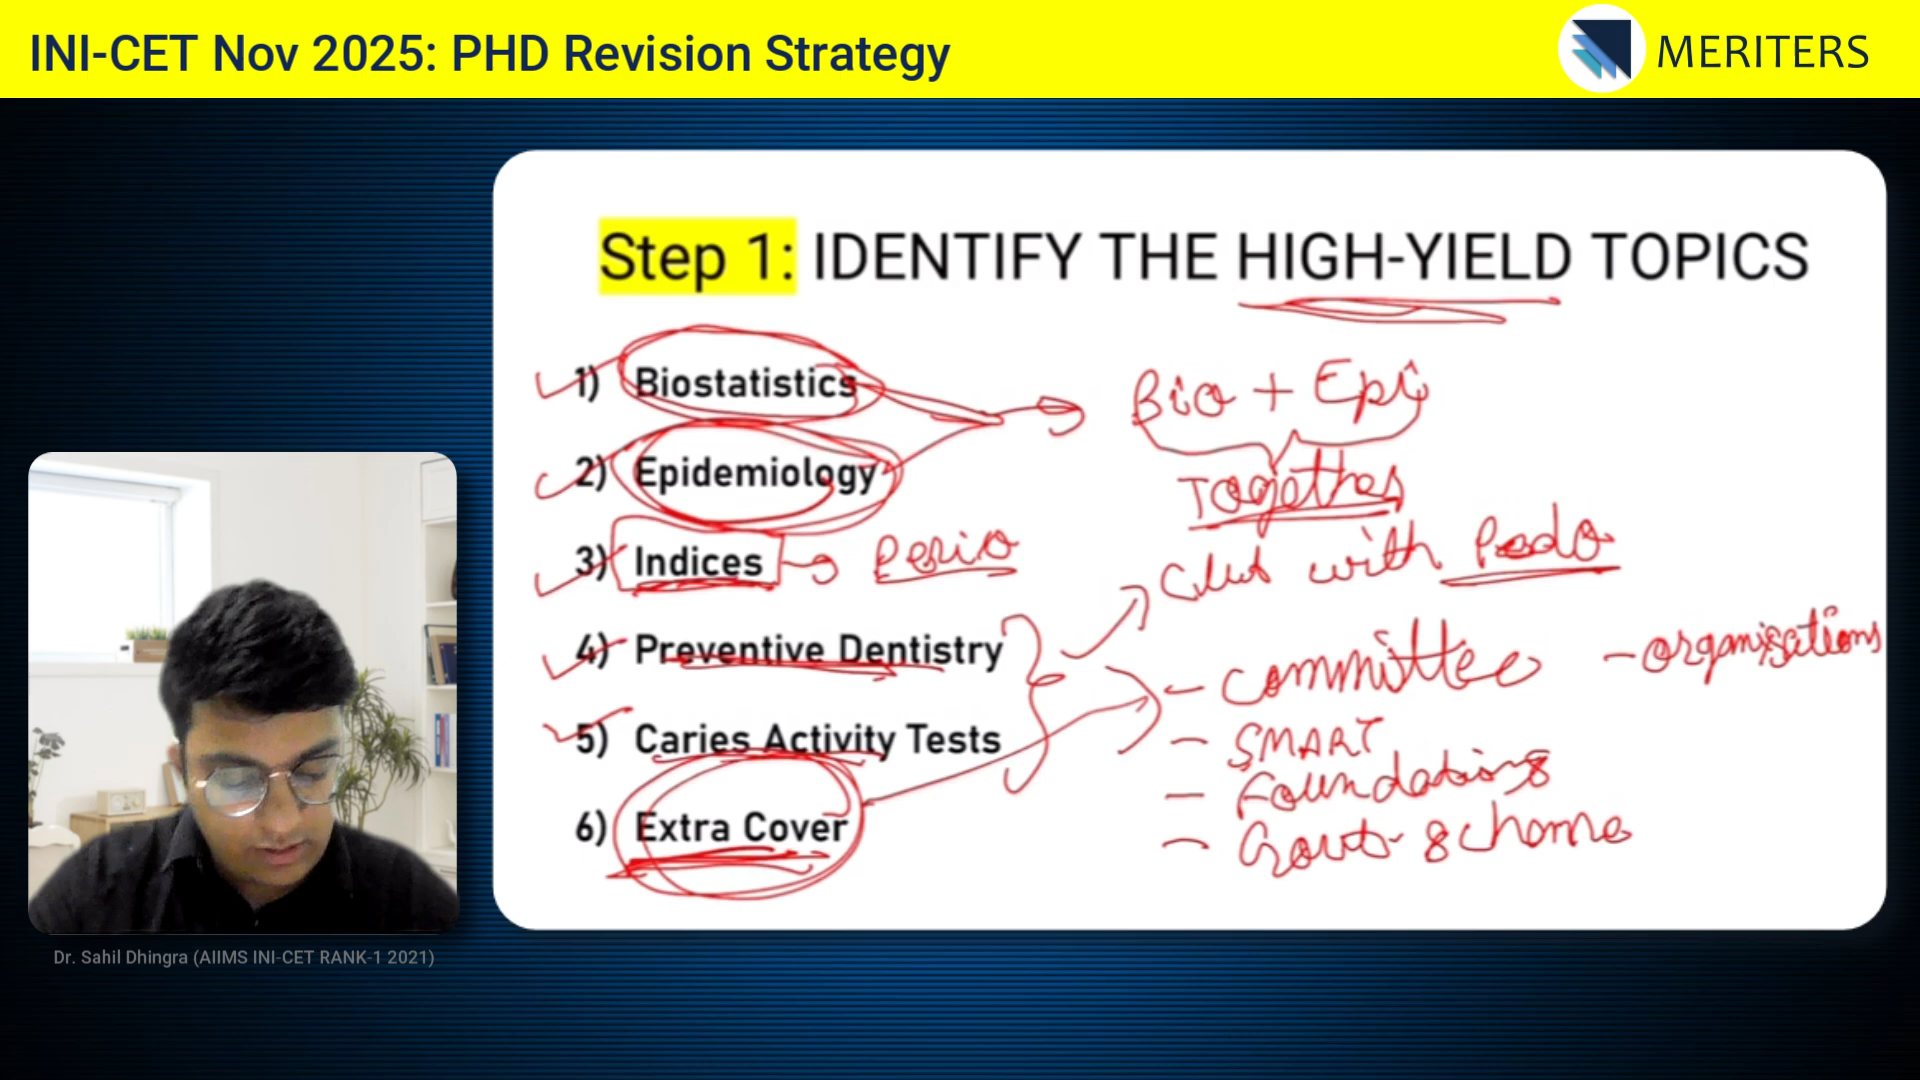 INI-CET Nov 2025: PHD Revision Strategy
MERITERS
Step 1: IDENTIFY THE HIGH-YIELD TOPICS
1) Biostatistics
Bio + Epi
2) Epidemiology
Together
3) Indices
Perio
Club with Pedo
4) Preventive Dentistry
- Committee
- organisations
5) Caries Activity Tests
- SMART
- Foundations
6) Extra Cover
- Govt scheme
Dr. Sahil Dhingra (AIIMS INI-CET RANK-1 2021)